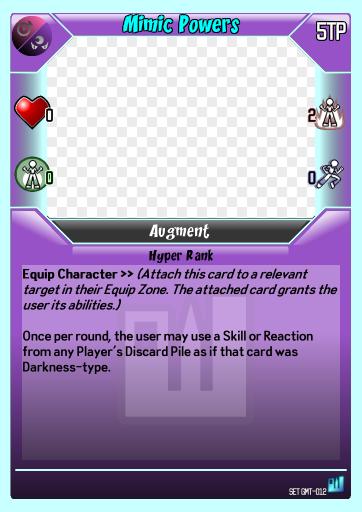 Mimic Powers
5TP
0
2
0
0
Augment
Hyper Rank
Equip Character >> (Attach this card to a relevant
target in their Equip Zone. The attached card grants the
user its abilities.)
Once per round, the user may use a Skill or Reaction
from any Player's Discard Pile as if that card was
Darkness-type.
SET GMT-012